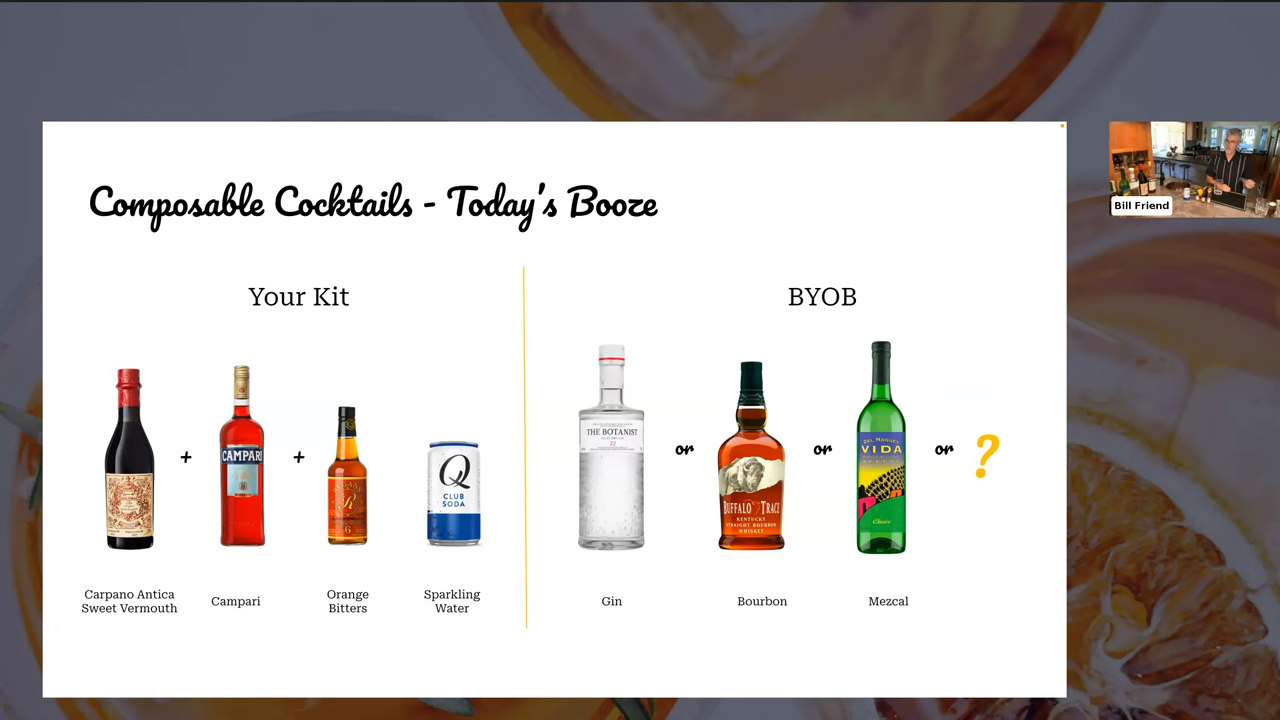 Composable Cocktails - Today's Booze
Your Kit
BYOB
+
+
or
or
or ?
CAMPARI
Q
CLUB
SODA
THE BOTANIST
22
BUFFALO TRACE
KENTUCKY
STRAIGHT BOURBON
WHISKEY
DEL MAGUEY
VIDA
Clásico
Carpano Antica
Sweet Vermouth
Campari
Orange
Bitters
Sparkling
Water
Gin
Bourbon
Mezcal
Bill Friend